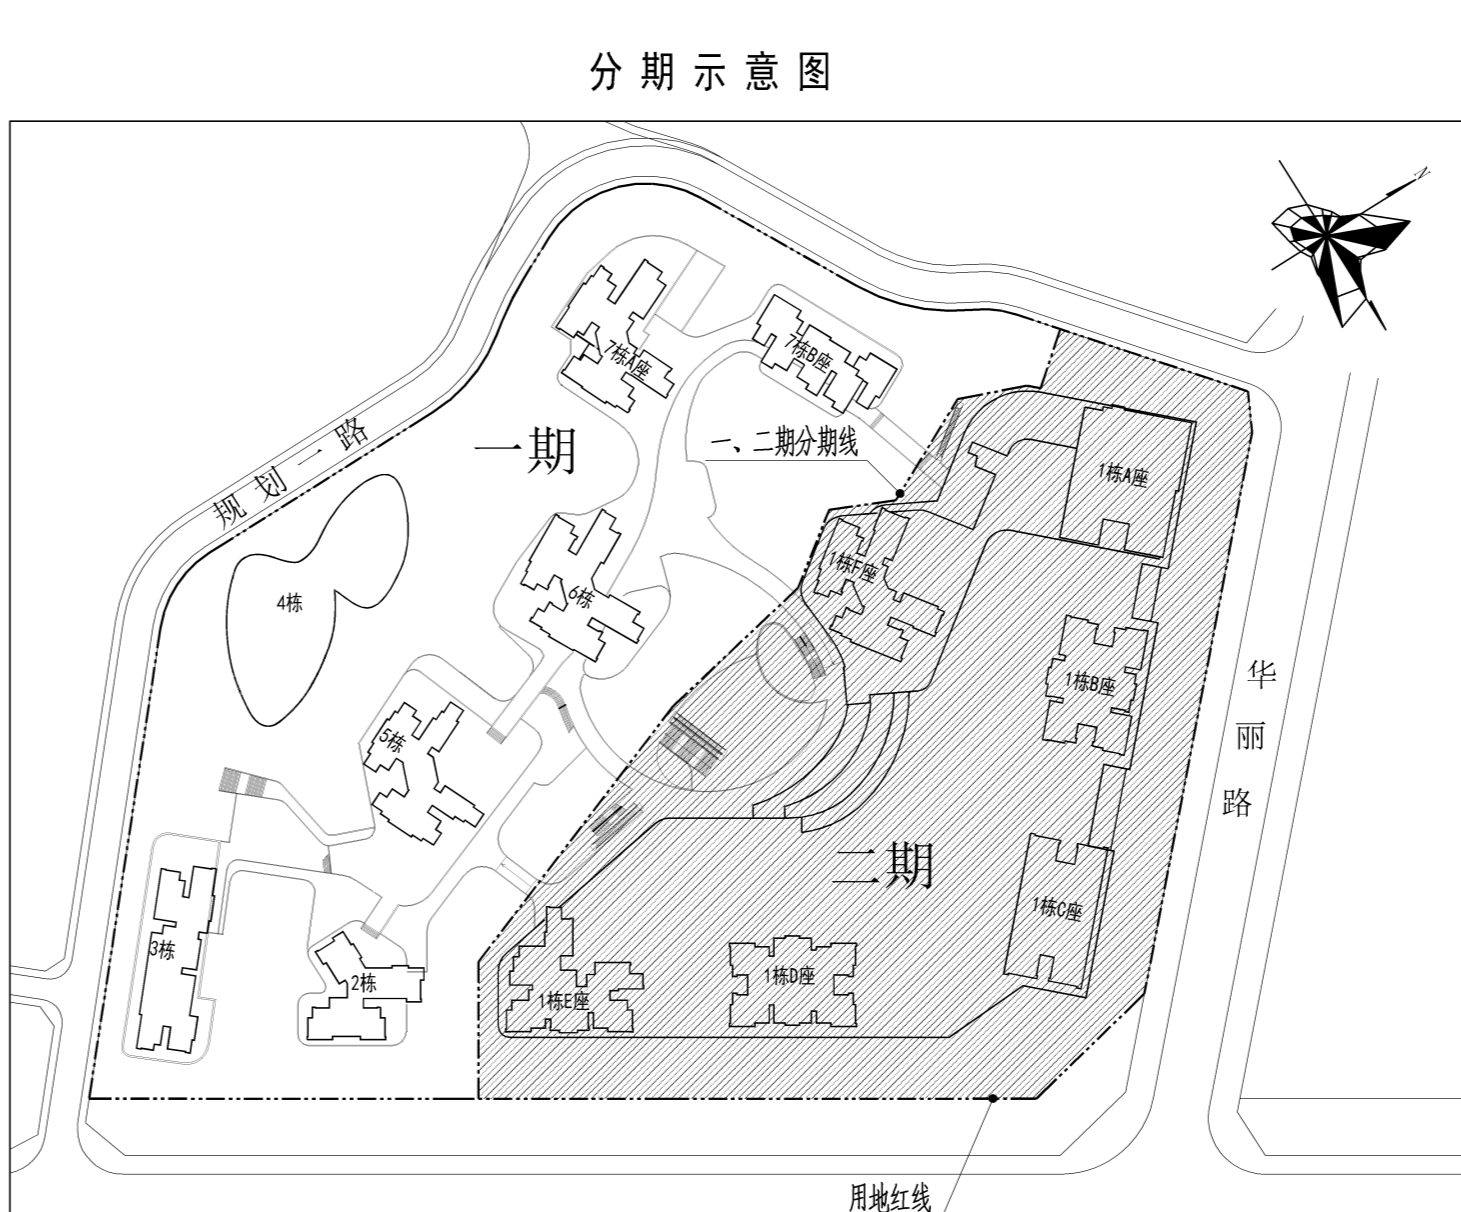 分期示意图
N
7栋A座
7栋B座
一期
一、二期分期线
规划一路
1栋A座
1栋F座
4栋
6栋
1栋B座
华丽路
5栋
二期
1栋C座
3栋
2栋
1栋E座
1栋D座
用地红线